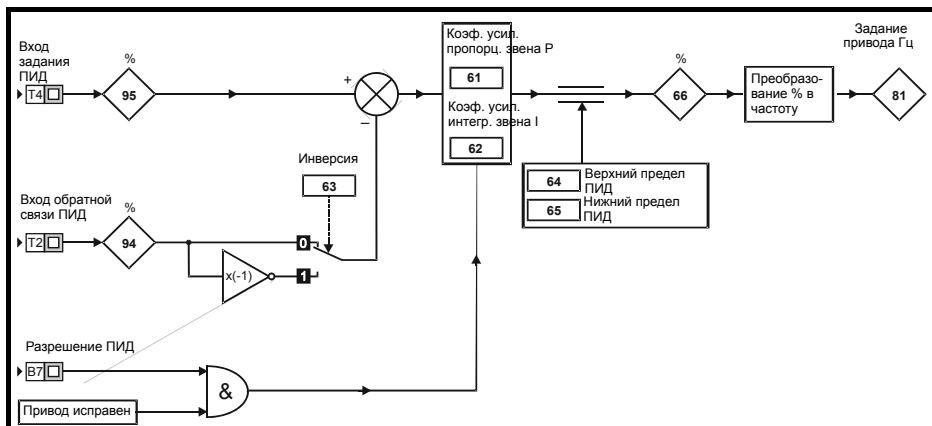 Вход
задания
ПИД
T4
%
95
+
–
Коэф. усил.
пропорц. звена P
61
Коэф. усил.
интегр. звена I
62
%
66
Преобразо-
вание % в
частоту
Задание
привода Гц
81
64
Верхний предел
ПИД
65
Нижний предел
ПИД
Инверсия
63
Вход обратной
связи ПИД
T2
%
94
0
1
x(-1)
Разрешение ПИД
B7
&
Привод исправен